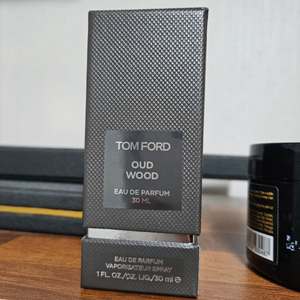 TOM FORD
OUD
WOOD
EAU DE PARFUM
30 ML
EAU DE PARFUM
VAPORISATEUR SPRAY
1 FL. OZ./OZ. LIQ./30 ml ℮